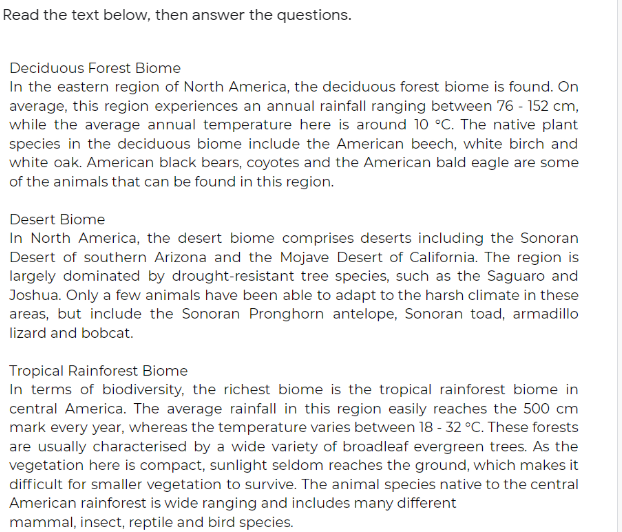 Read the text below, then answer the questions.
Deciduous Forest Biome
In the eastern region of North America, the deciduous forest biome is found. On
average, this region experiences an annual rainfall ranging between 76 - 152 cm,
while the average annual temperature here is around 10 °C. The native plant
species in the deciduous biome include the American beech, white birch and
white oak. American black bears, coyotes and the American bald eagle are some
of the animals that can be found in this region.
Desert Biome
In North America, the desert biome comprises deserts including the Sonoran
Desert of southern Arizona and the Mojave Desert of California. The region is
largely dominated by drought-resistant tree species, such as the Saguaro and
Joshua. Only a few animals have been able to adapt to the harsh climate in these
areas, but include the Sonoran Pronghorn antelope, Sonoran toad, armadillo
lizard and bobcat.
Tropical Rainforest Biome
In terms of biodiversity, the richest biome is the tropical rainforest biome in
central America. The average rainfall in this region easily reaches the 500 cm
mark every year, whereas the temperature varies between 18 - 32 °C. These forests
are usually characterised by a wide variety of broadleaf evergreen trees. As the
vegetation here is compact, sunlight seldom reaches the ground, which makes it
difficult for smaller vegetation to survive. The animal species native to the central
American rainforest is wide ranging and includes many different
mammal, insect, reptile and bird species.